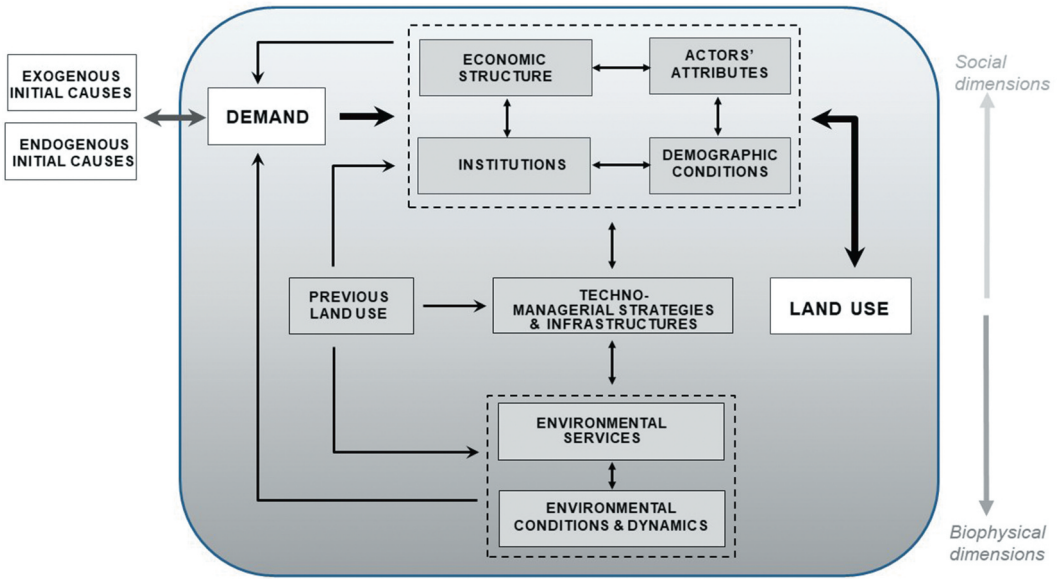 EXOGENOUS
INITIAL CAUSES
ENDOGENOUS
INITIAL CAUSES
DEMAND
ECONOMIC
STRUCTURE
ACTORS'
ATTRIBUTES
INSTITUTIONS
DEMOGRAPHIC
CONDITIONS
PREVIOUS
LAND USE
TECHNO-
MANAGERIAL STRATEGIES
& INFRASTRUCTURES
LAND USE
ENVIRONMENTAL
SERVICES
ENVIRONMENTAL
CONDITIONS & DYNAMICS
Social
dimensions
Biophysical
dimensions